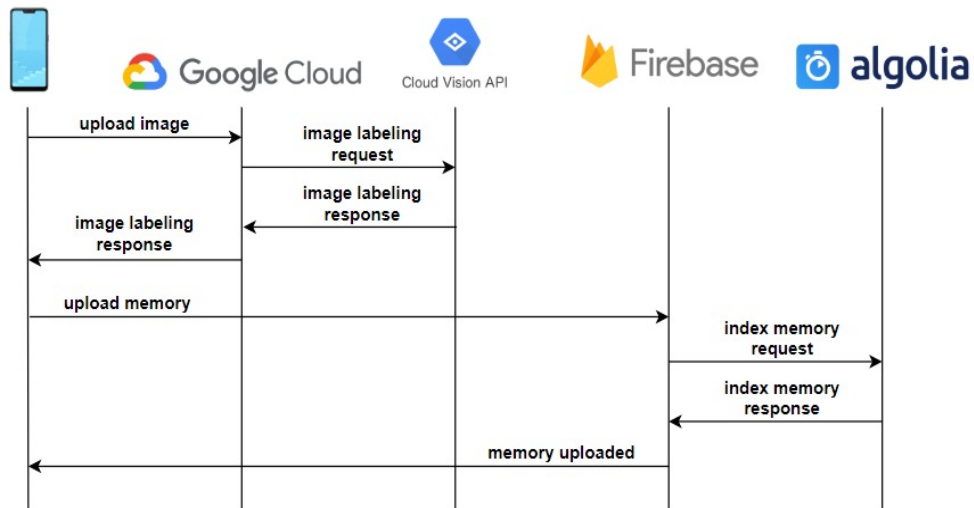 Google Cloud
Cloud Vision API
Firebase
algolia
upload image
image labeling
request
image labeling
response
image labeling
response
upload memory
index memory
request
index memory
response
memory uploaded